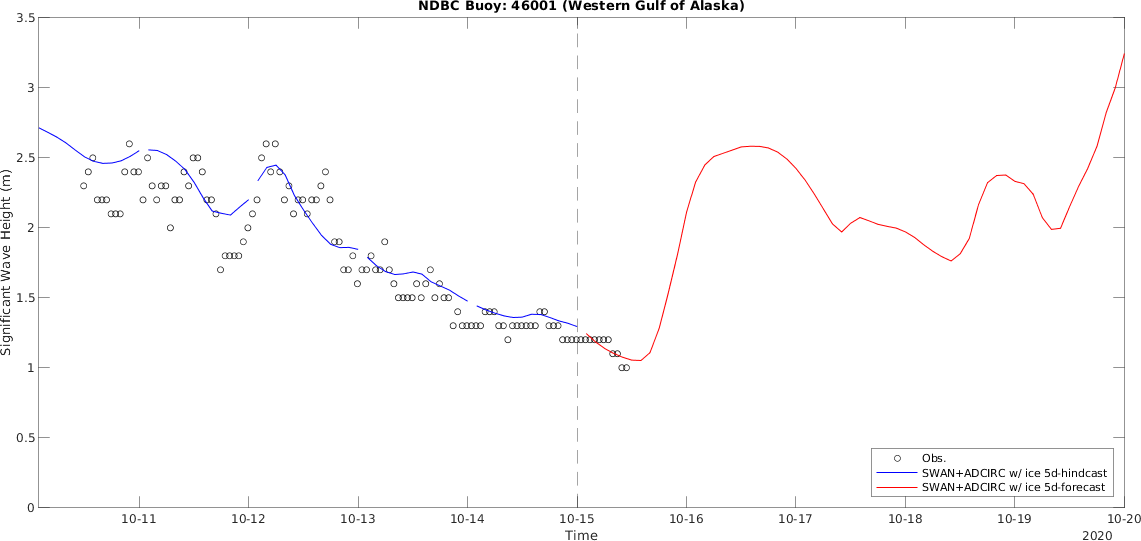 NDBC Buoy: 46001 (Western Gulf of Alaska)
3.5
3
2.5
2
1.5
1
0.5
0
Significant Wave Height (m)
Obs.
SWAN+ADCIRC w/ ice 5d-hindcast
SWAN+ADCIRC w/ ice 5d-forecast
10-11 10-12 10-13 10-14 10-15 10-16 10-17 10-18 10-19 10-20
Time
2020